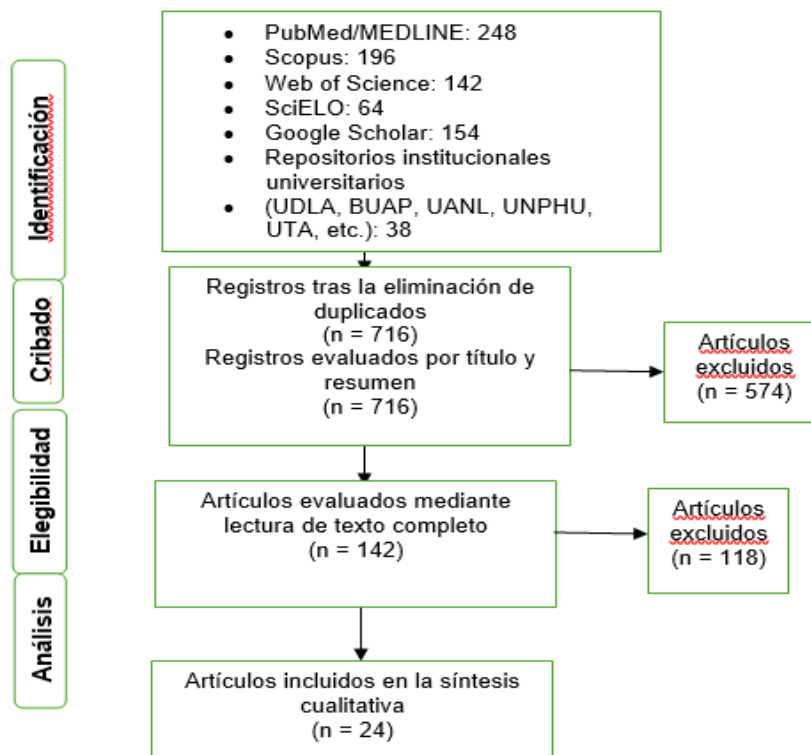 Identificación
• PubMed/MEDLINE: 248
• Scopus: 196
• Web of Science: 142
• SciELO: 64
• Google Scholar: 154
• Repositorios institucionales
universitarios
• (UDLA, BUAP, UANL, UNPHU,
UTA, etc.): 38
Cribado
Registros tras la eliminación de
duplicados
(n = 716)
Registros evaluados por título y
resumen
(n = 716)
Artículos
excluidos
(n = 574)
Elegibilidad
Artículos evaluados mediante
lectura de texto completo
(n = 142)
Artículos
excluidos
(n = 118)
Análisis
Artículos incluidos en la síntesis
cualitativa
(n = 24)